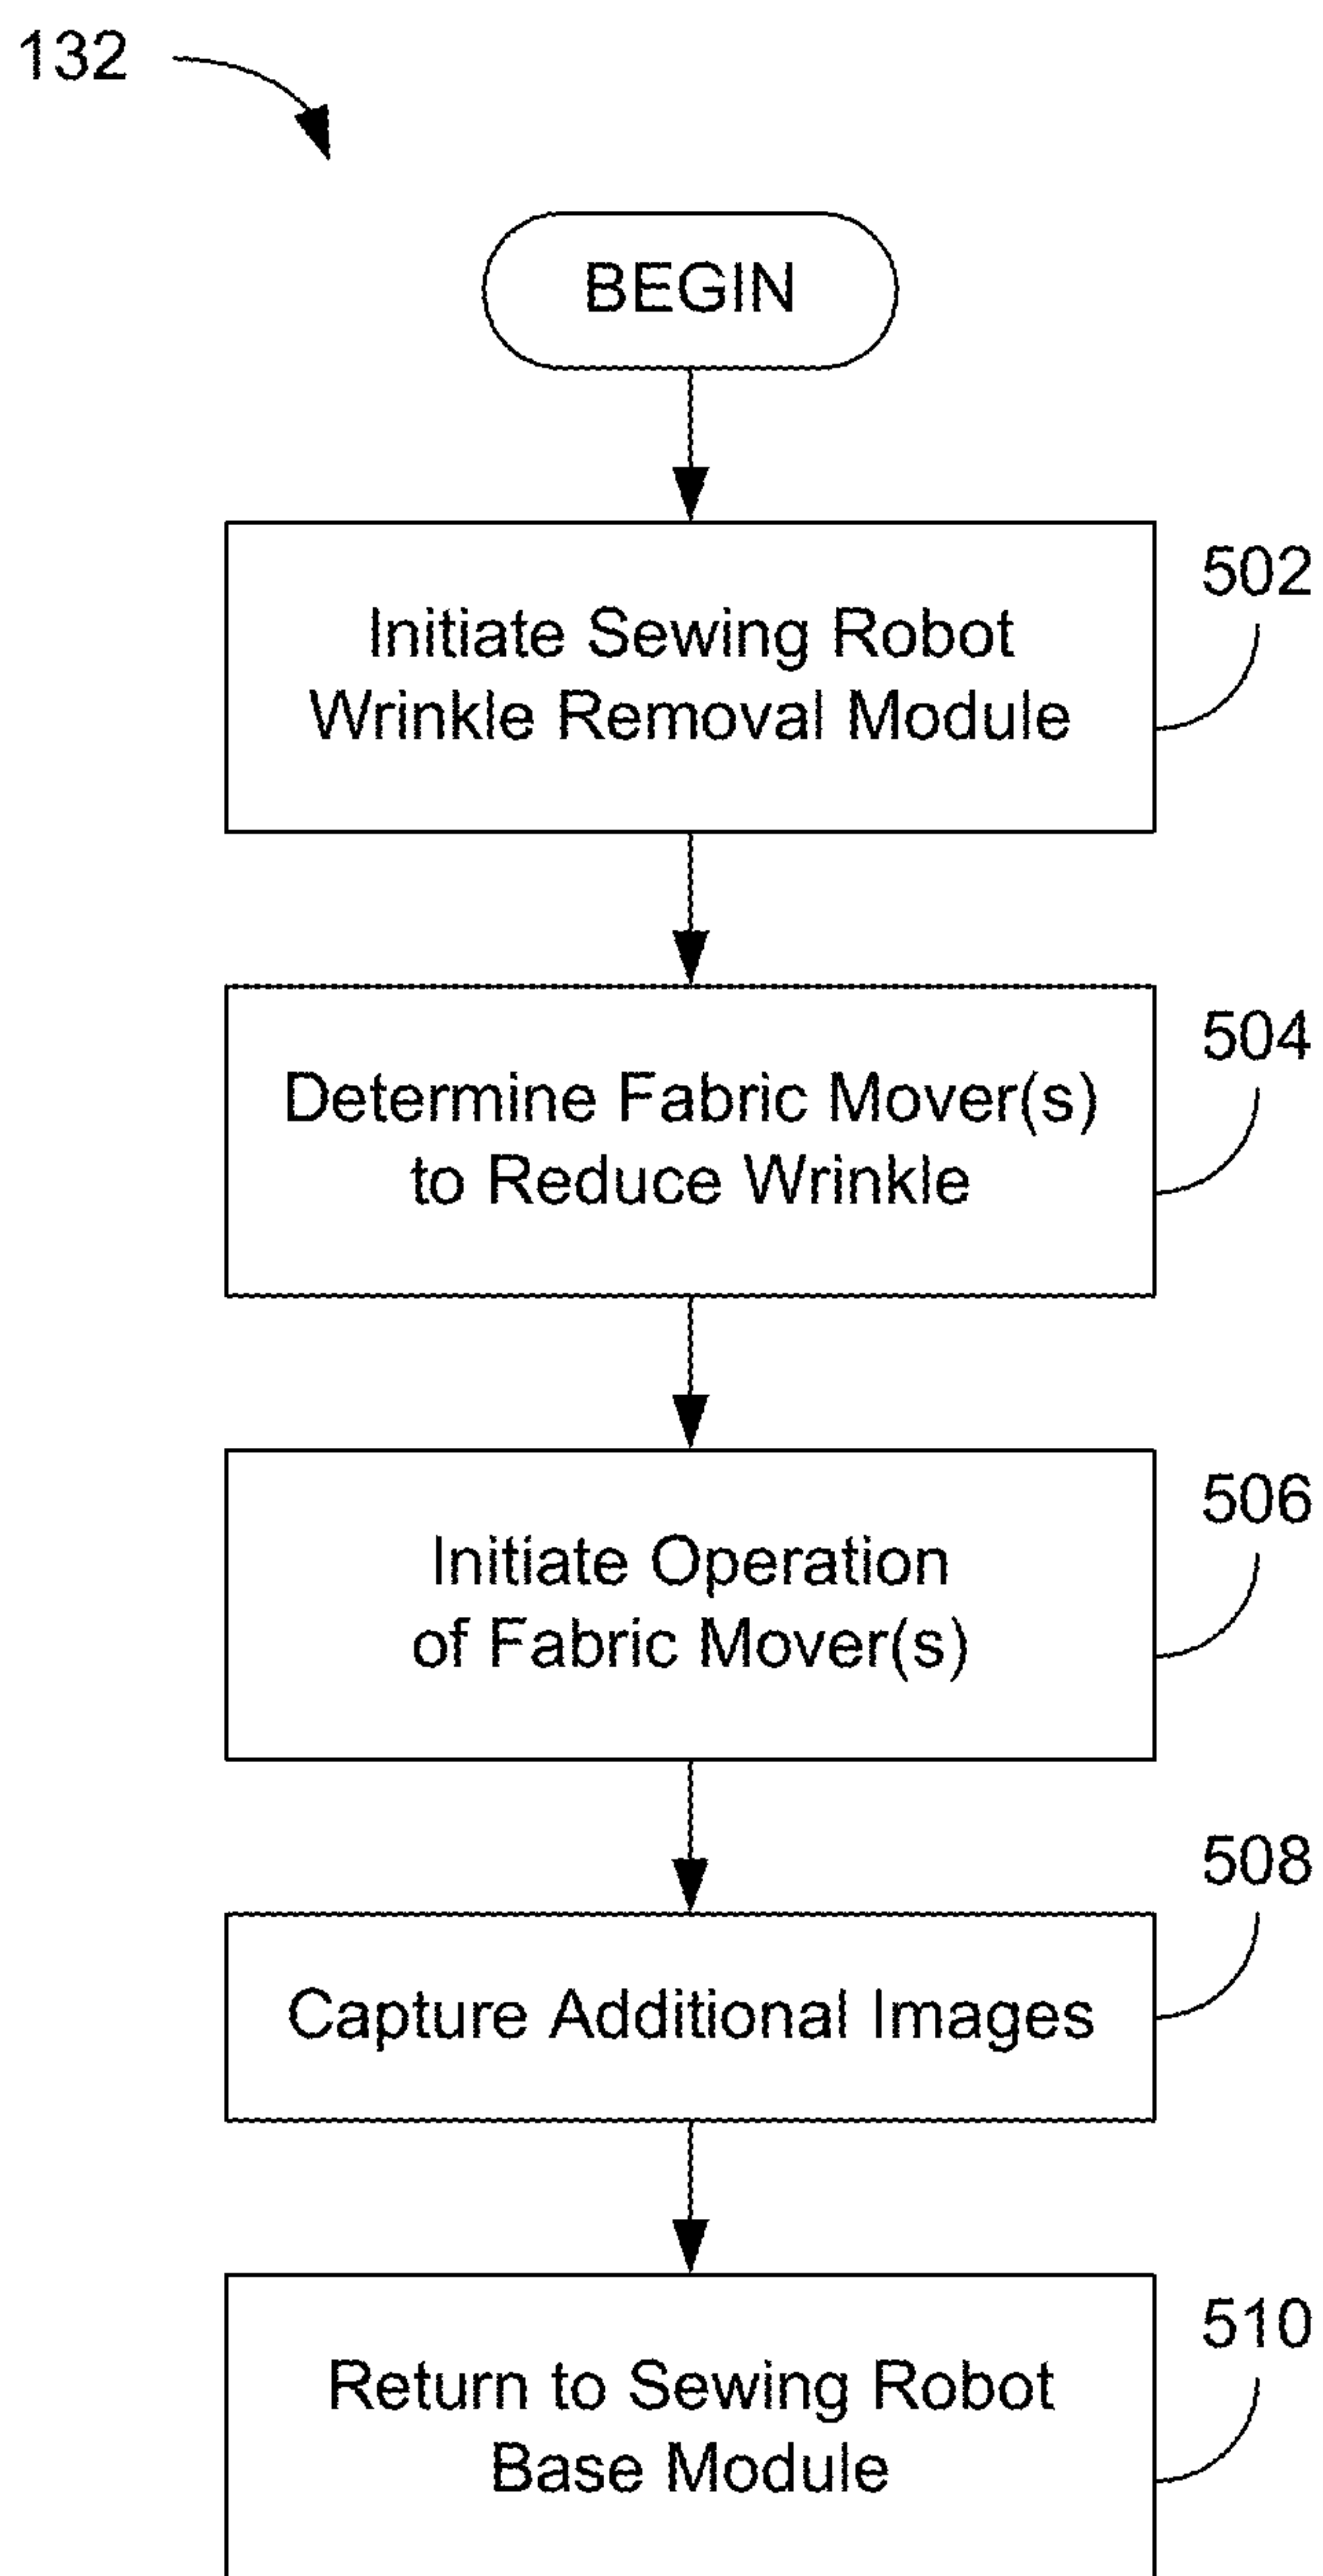 132
BEGIN
502
Initiate Sewing Robot
Wrinkle Removal Module
504
Determine Fabric Mover(s)
to Reduce Wrinkle
506
Initiate Operation
of Fabric Mover(s)
508
Capture Additional Images
510
Return to Sewing Robot
Base Module